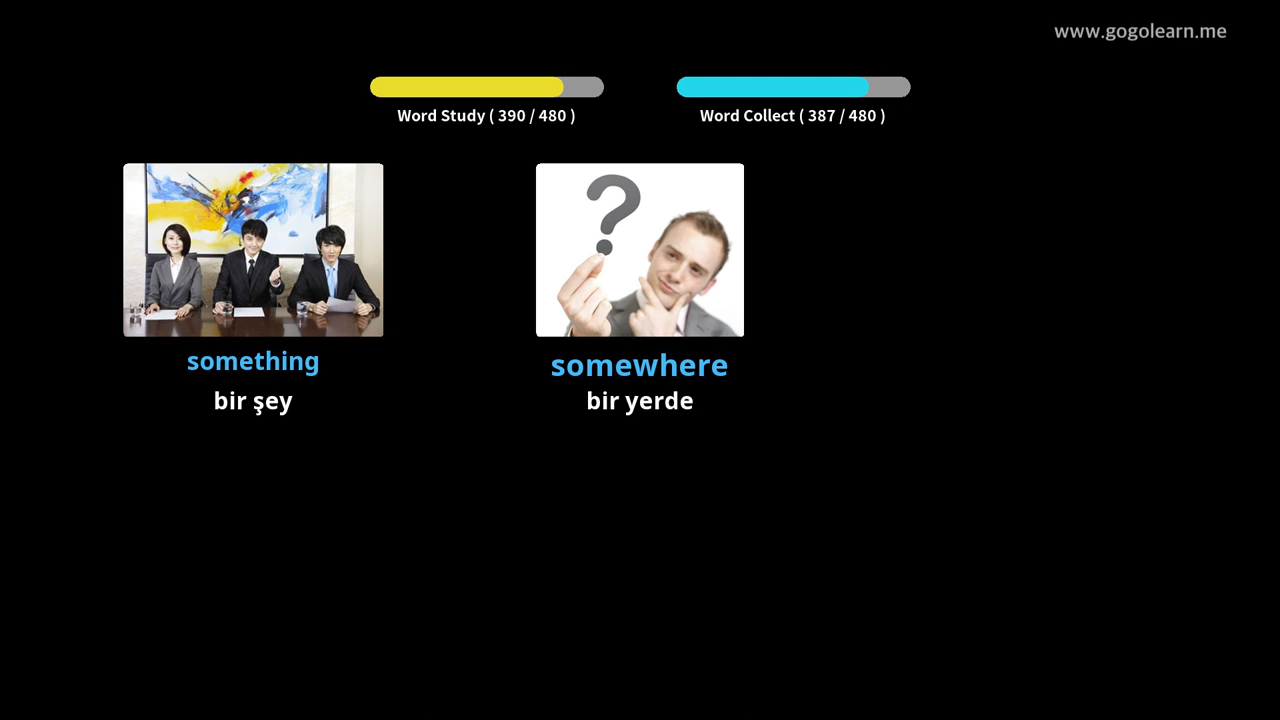 www.gogolearn.me
Word Study ( 390 / 480 )
Word Collect ( 387 / 480 )
something
bir şey
somewhere
bir yerde